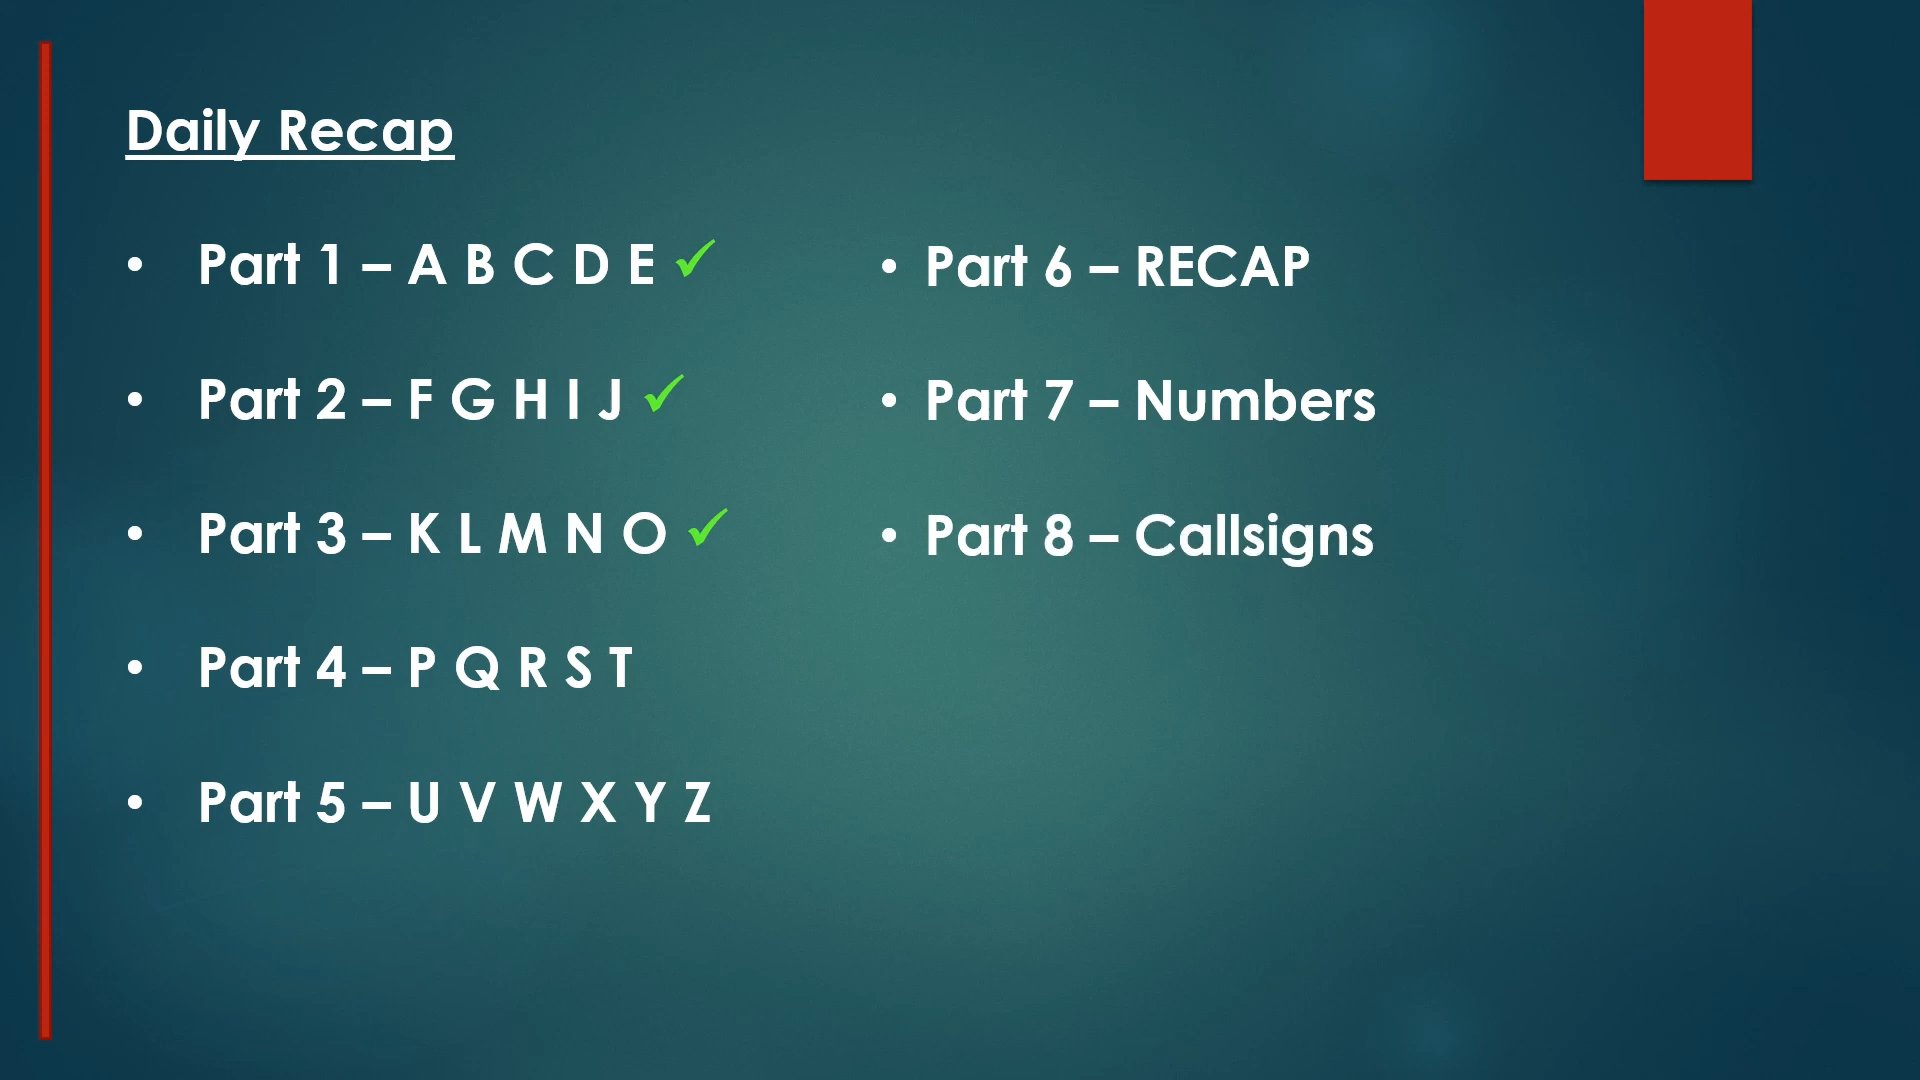 Daily Recap
• Part 1 – A B C D E ✓
• Part 2 – F G H I J ✓
• Part 3 – K L M N O ✓
• Part 4 – P Q R S T
• Part 5 – U V W X Y Z
• Part 6 – RECAP
• Part 7 – Numbers
• Part 8 – Callsigns